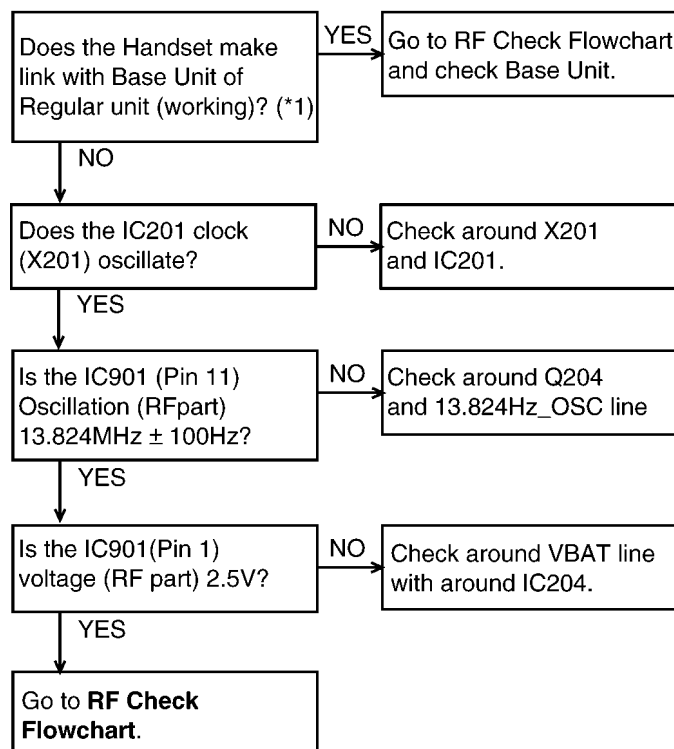 Does the Handset make
link with Base Unit of
Regular unit (working)? (*1)
YES
Go to RF Check Flowchart
and check Base Unit.
NO
Does the IC201 clock
(X201) oscillate?
NO
Check around X201
and IC201.
YES
Is the IC901 (Pin 11)
Oscillation (RFpart)
13.824MHz ± 100Hz?
NO
Check around Q204
and 13.824Hz_OSC line
YES
Is the IC901(Pin 1)
voltage (RF part) 2.5V?
NO
Check around VBAT line
with around IC204.
YES
Go to RF Check
Flowchart.